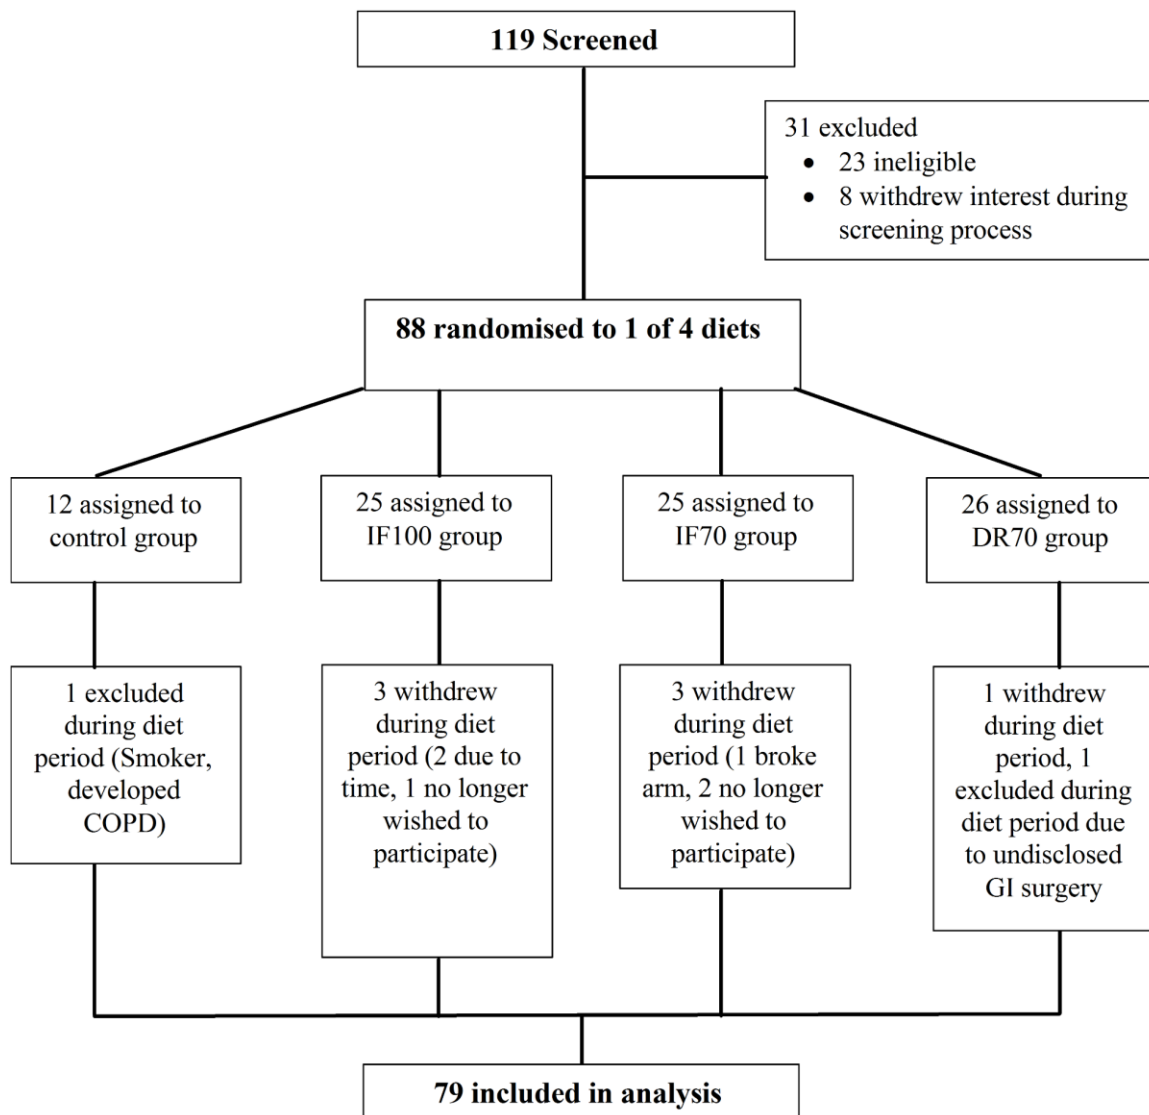 119 Screened
31 excluded
• 23 ineligible
• 8 withdrew interest during
screening process
88 randomised to 1 of 4 diets
12 assigned to
control group
25 assigned to
IF100 group
25 assigned to
IF70 group
26 assigned to
DR70 group
1 excluded
during diet
period (Smoker,
developed
COPD)
3 withdrew
during diet
period (2 due to
time, 1 no longer
wished to
participate)
3 withdrew
during diet
period (1 broke
arm, 2 no longer
wished to
participate)
1 withdrew
during diet
period, 1
excluded during
diet period due
to undisclosed
GI surgery
79 included in analysis